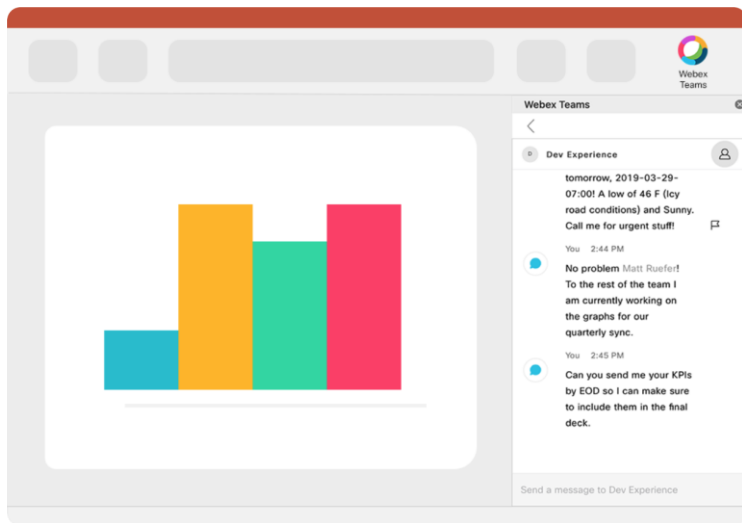 Webex
Teams
Webex Teams
Dev Experience
tomorrow, 2019-03-29-
07:00! A low of 46 F (Icy
road conditions) and Sunny.
Call me for urgent stuff!
You 2:44 PM
No problem Matt Ruefer!
To the rest of the team I
am currently working on
the graphs for our
quarterly sync.
You 2:45 PM
Can you send me your KPIs
by EOD so I can make sure
to include them in the final
deck.
Send a message to Dev Experience